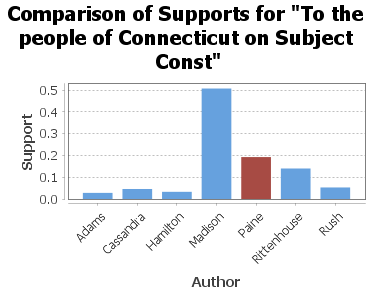 Comparison of Supports for "To the
people of Connecticut on Subject
Const"
Support
0.5
0.4
0.3
0.2
0.1
0.0
Adams
Cassandra
Hamilton
Madison
Paine
Rittenhouse
Rush
Author